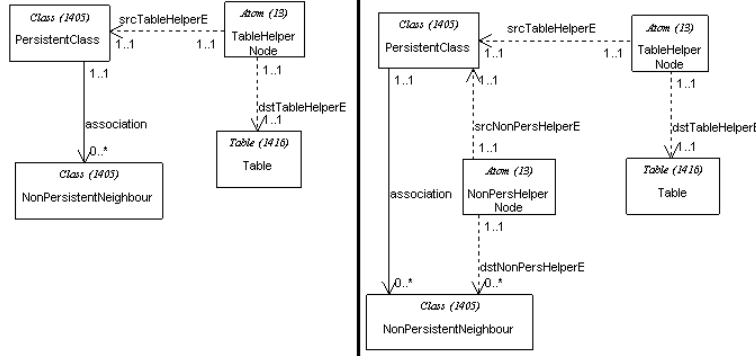 Class (1405)
PersistentClass
srcTableHelperE
1..1
1..1
Atom (13)
TableHelper
Node
1..1
1..1
dstTableHelperE
1..1
association
Table (1416)
Table
0..*
Class (1405)
NonPersistentNeighbour
Class (1405)
PersistentClass
srcTableHelperE
1..1
1..1
Atom (13)
TableHelper
Node
1..1
1..1
1..1
srcNonPersHelperE
dstTableHelperE
1..1
1..1
Atom (13)
NonPersHelper
Node
Table (1416)
Table
association
1..1
dstNonPersHelperE
0..*
0..*
Class (1405)
NonPersistentNeighbour